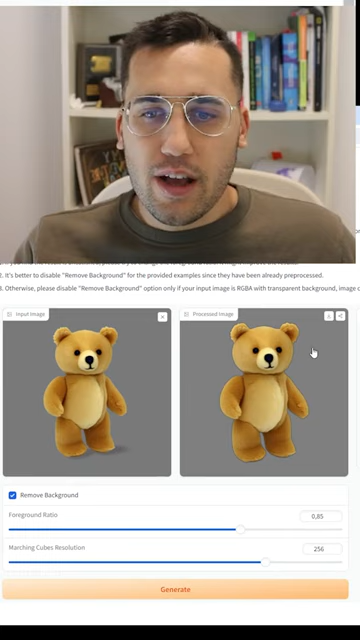 2. It's better to disable "Remove Background" for the provided examples since they have been already preprocessed.
3. Otherwise, please disable "Remove Background" option only if your input image is RGBA with transparent background, image c
Input Image
Processed Image
Remove Background
Foreground Ratio
0,85
Marching Cubes Resolution
256
Generate